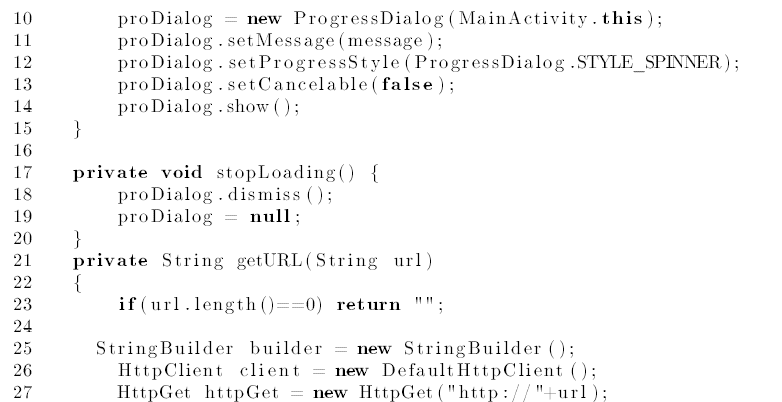 10 proDialog = new ProgressDialog(MainActivity.this);
11 proDialog.setMessage(message);
12 proDialog.setProgressStyle(ProgressDialog.STYLE_SPINNER);
13 proDialog.setCancelable(false);
14 proDialog.show();
15 }
16
17 private void stopLoading() {
18 proDialog.dismiss();
19 proDialog = null;
20 }
21 private String getURL(String url)
22 {
23 if(url.length()==0) return "";
24
25 StringBuilder builder = new StringBuilder();
26 HttpClient client = new DefaultHttpClient();
27 HttpGet httpGet = new HttpGet("http://"+url);